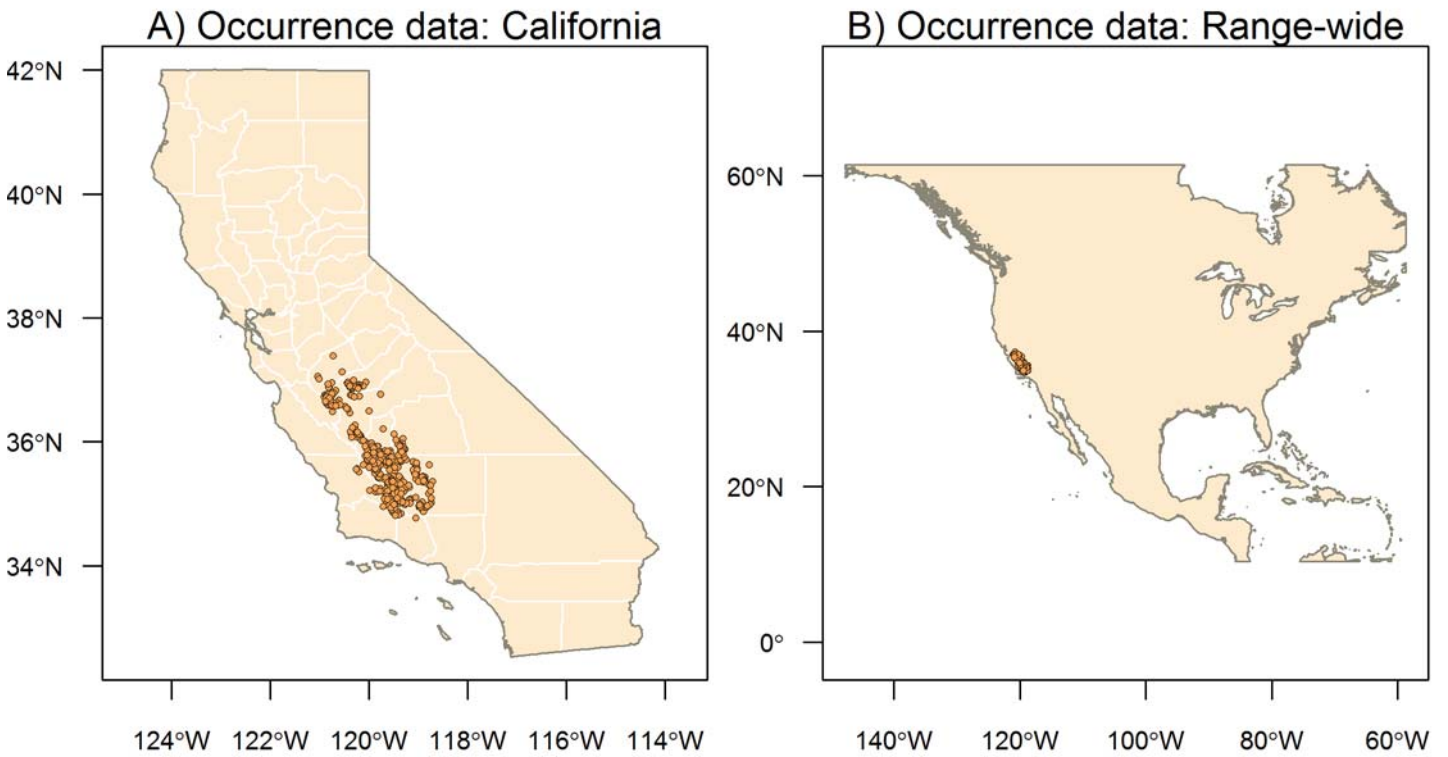 A) Occurrence data: California
42°N
40°N
38°N
36°N
34°N
124°W 122°W 120°W 118°W 116°W 114°W
B) Occurrence data: Range-wide
60°N
40°N
20°N
0°
140°W 120°W 100°W 80°W 60°W